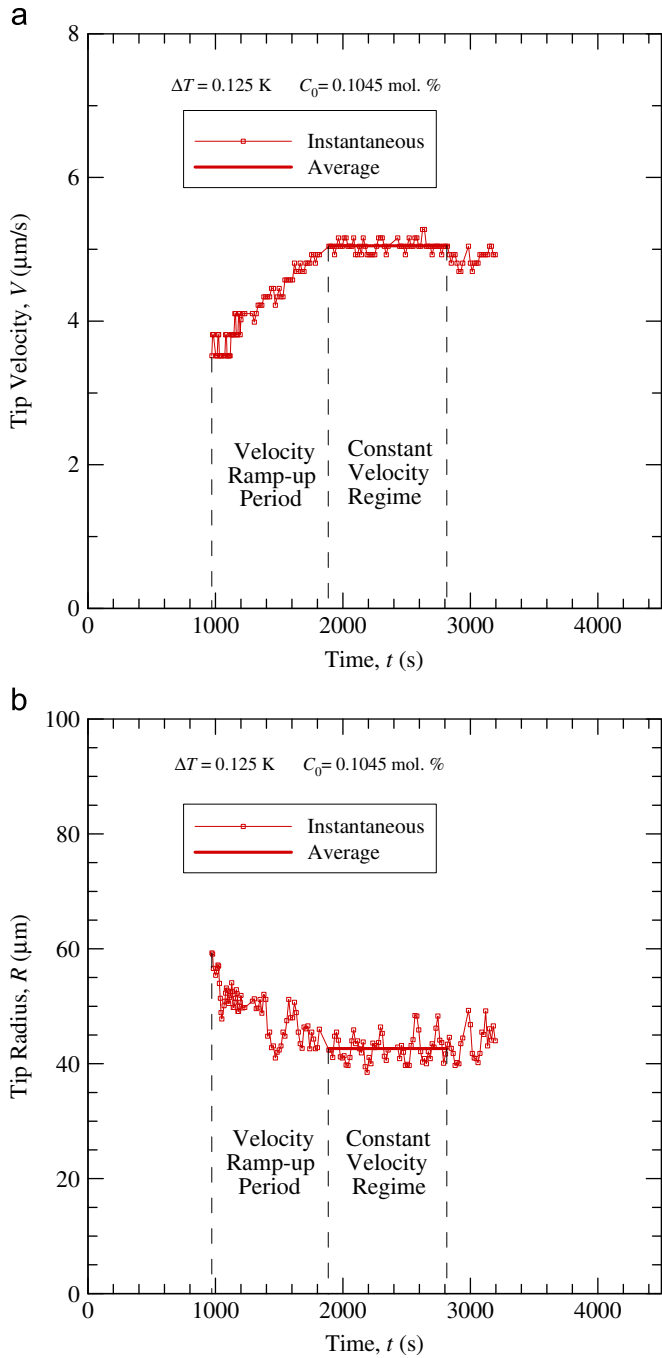 a
8
6
4
2
0
Tip Velocity, V (μm/s)
ΔT = 0.125 K C₀ = 0.1045 mol. %
Instantaneous
Average
Velocity
Ramp-up
Period
Constant
Velocity
Regime
0 1000 2000 3000 4000
Time, t (s)
b
100
80
60
40
20
0
Tip Radius, R (μm)
ΔT = 0.125 K C₀= 0.1045 mol. %
Instantaneous
Average
Velocity
Ramp-up
Period
Constant
Velocity
Regime
0 1000 2000 3000 4000
Time, t (s)